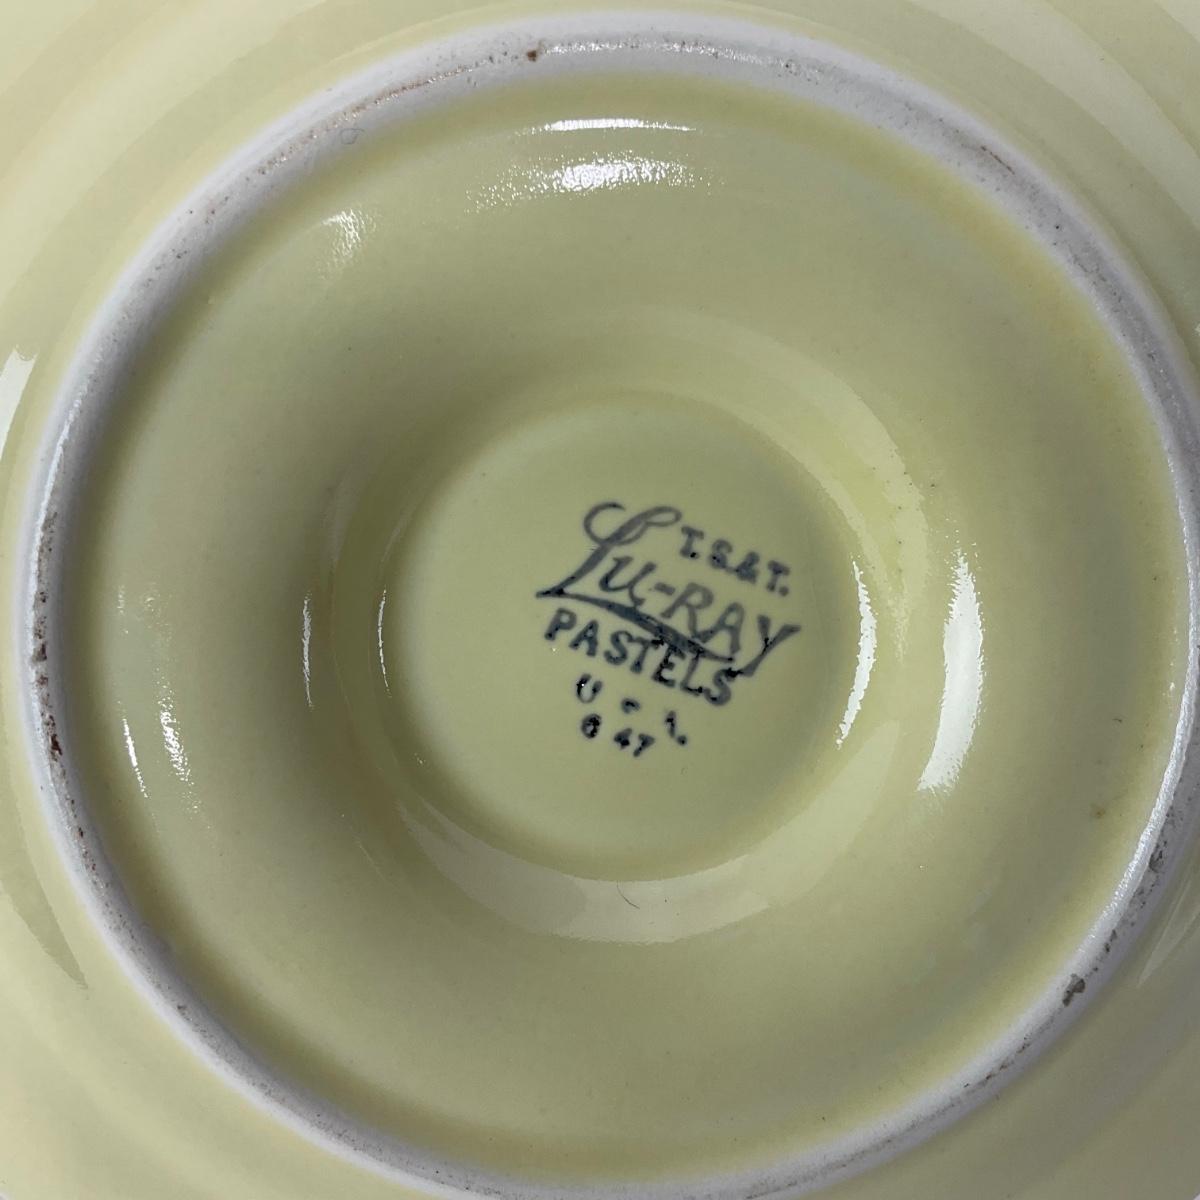 T.S.&T.
LU-RAY
PASTELS
6 47